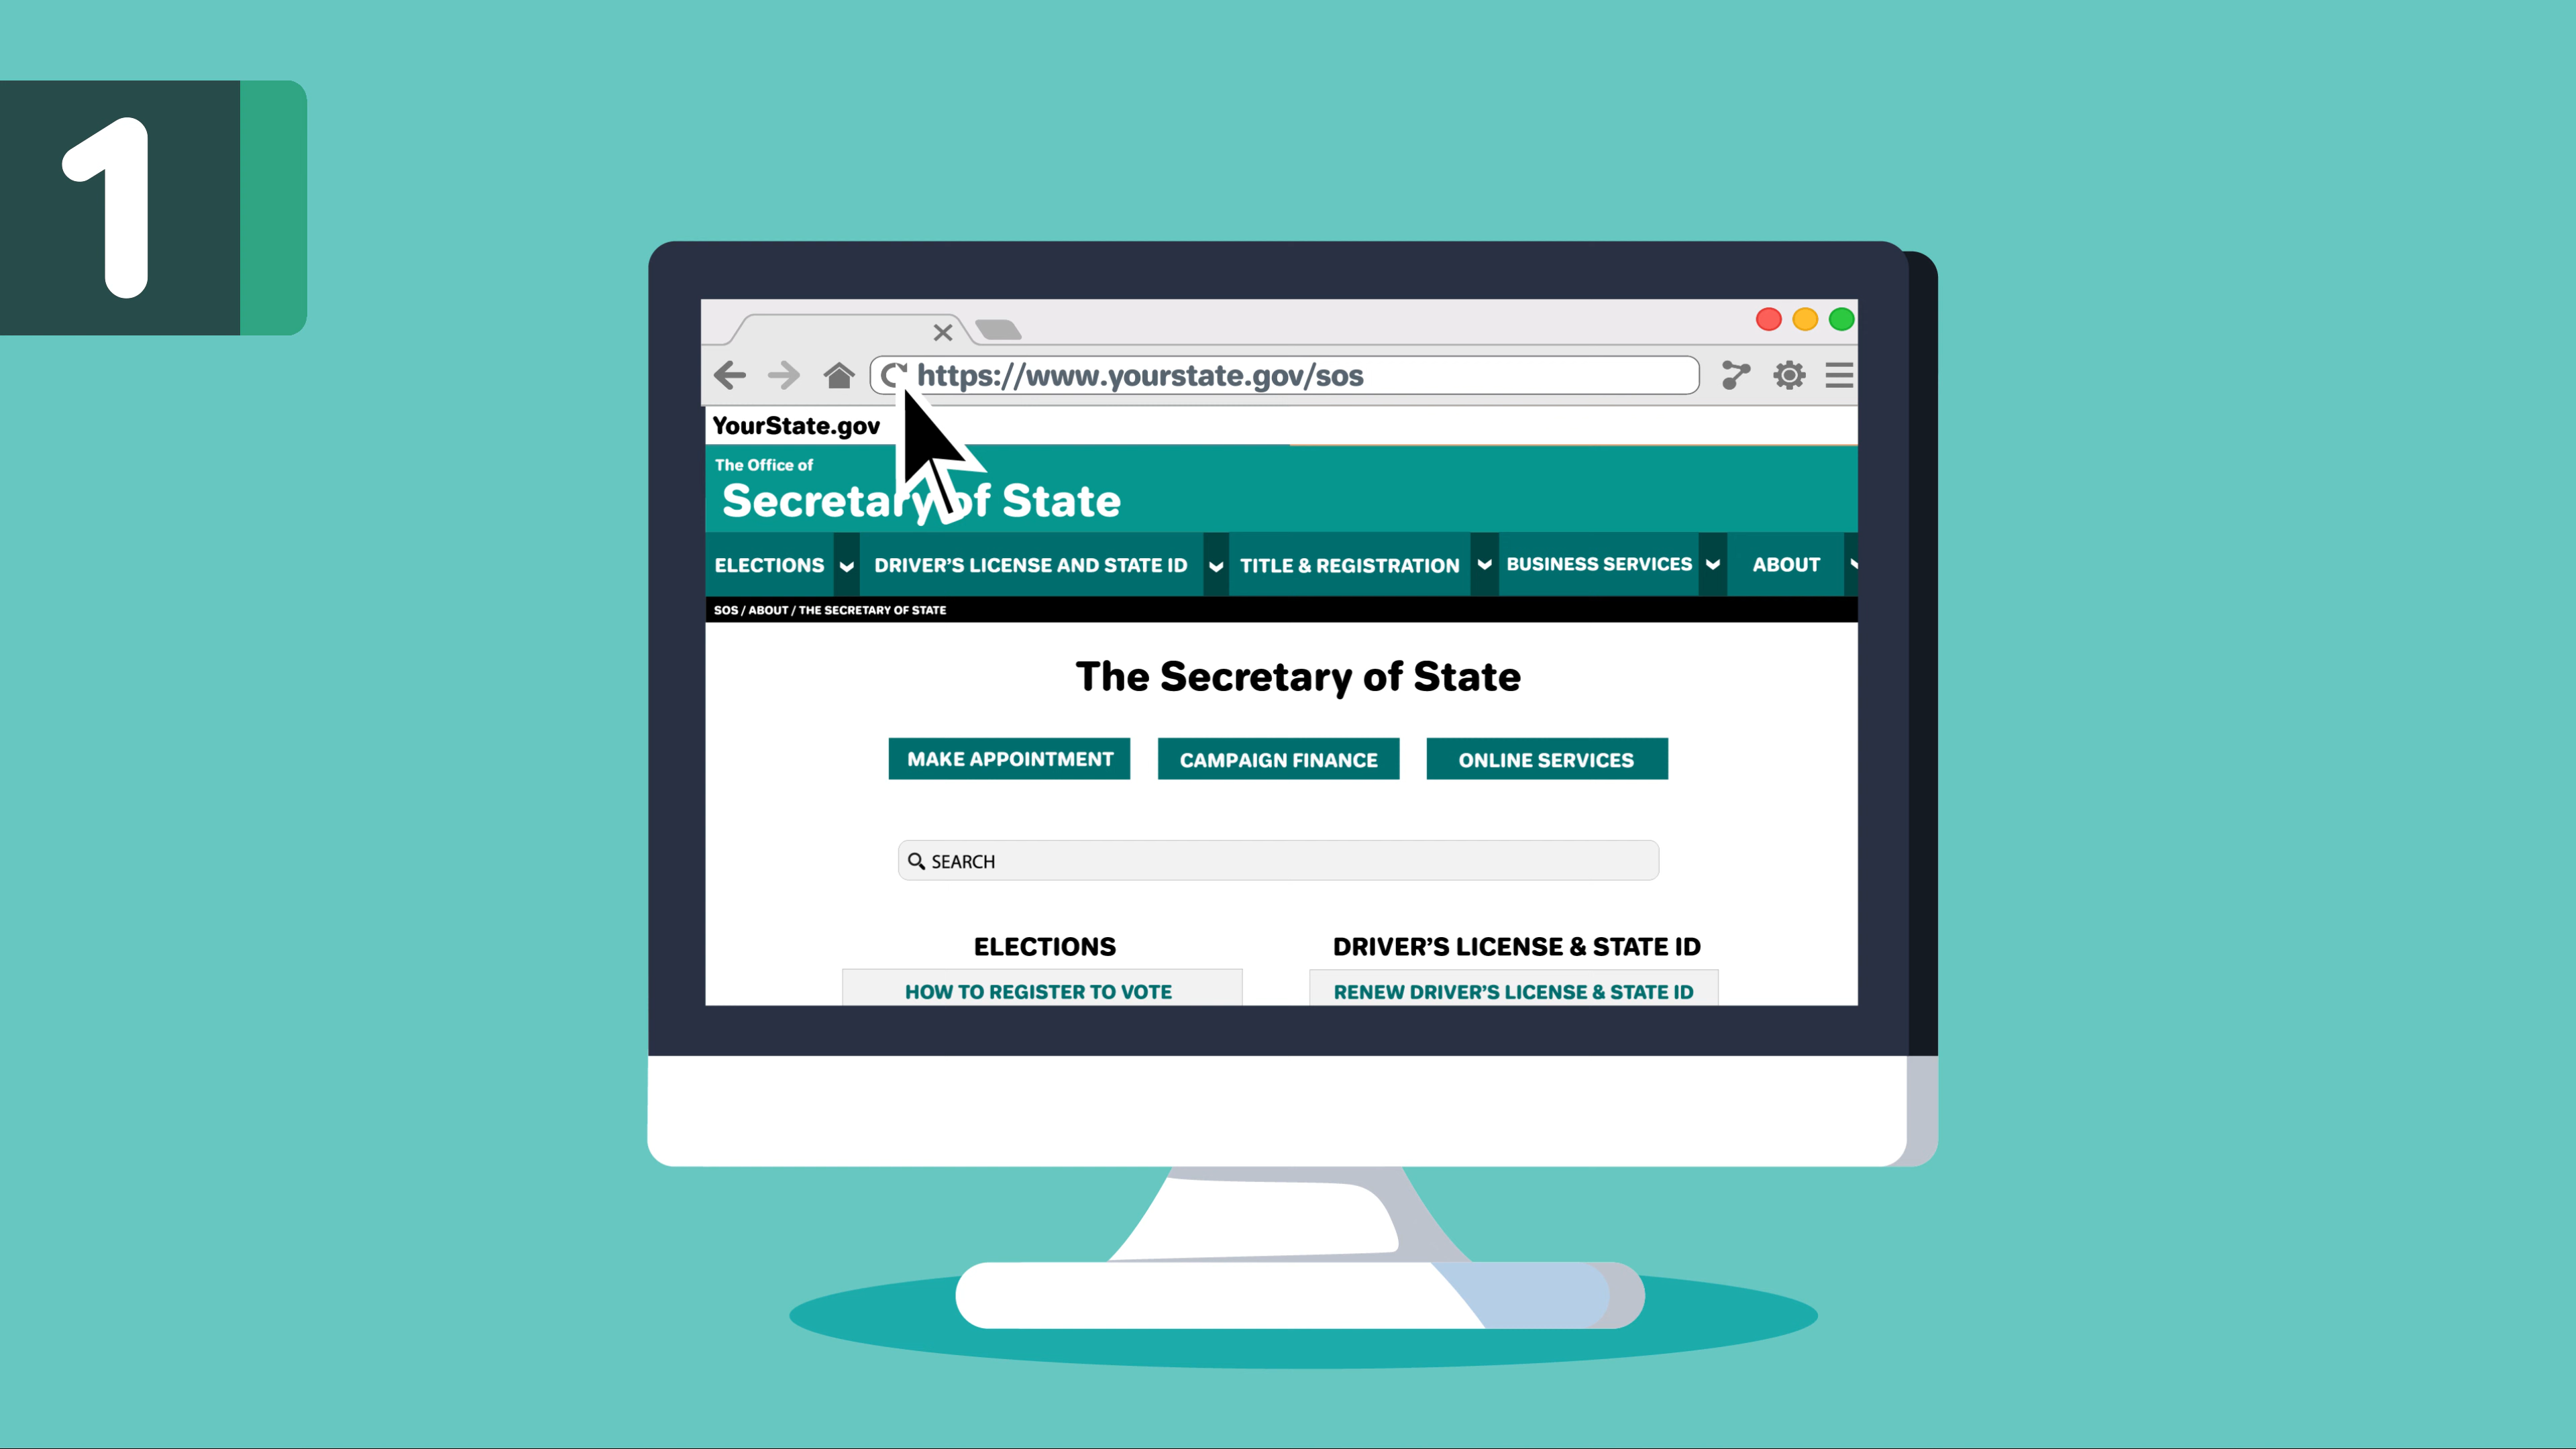 1
https://www.yourstate.gov/sos
YourState.gov
The Office of
Secretary of State
ELECTIONS DRIVER’S LICENSE AND STATE ID TITLE & REGISTRATION BUSINESS SERVICES ABOUT
SOS / ABOUT / THE SECRETARY OF STATE
The Secretary of State
MAKE APPOINTMENT CAMPAIGN FINANCE ONLINE SERVICES
SEARCH
ELECTIONS DRIVER’S LICENSE & STATE ID
HOW TO REGISTER TO VOTE RENEW DRIVER’S LICENSE & STATE ID